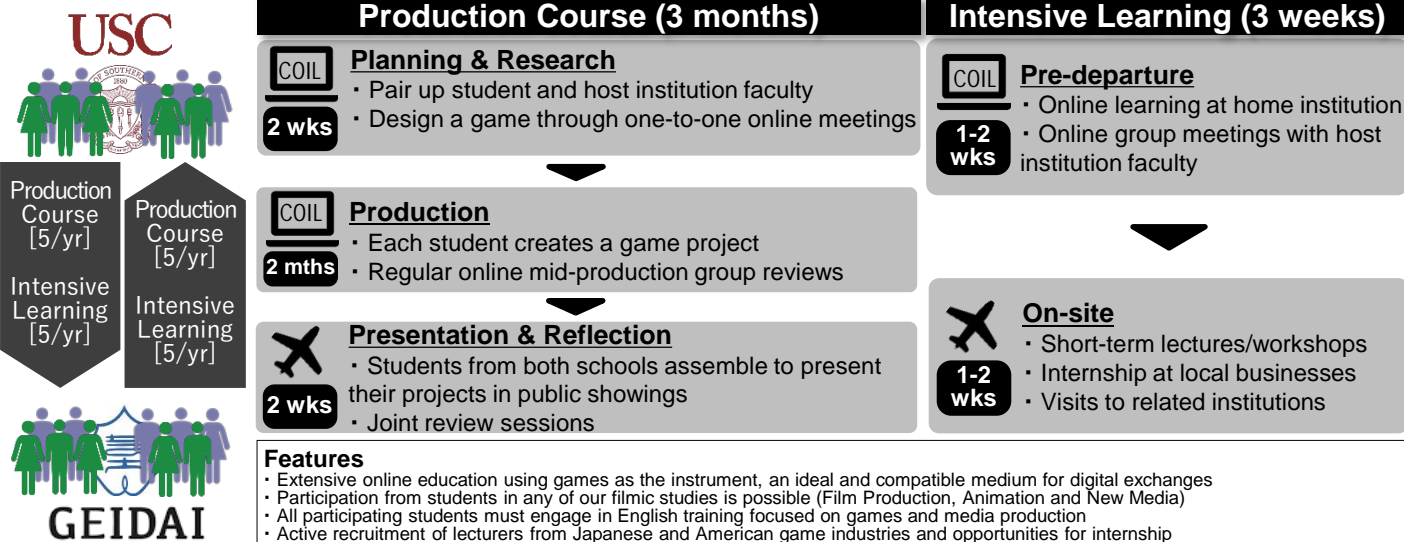 USC
OF SOUTHERN
1880
Production
Course
[5/yr]
Intensive
Learning
[5/yr]
Production
Course
[5/yr]
Intensive
Learning
[5/yr]
GEIDAI
Production Course (3 months)
COIL
2 wks
Planning & Research
・Pair up student and host institution faculty
・Design a game through one-to-one online meetings
COIL
2 mths
Production
・Each student creates a game project
・Regular online mid-production group reviews
2 wks
Presentation & Reflection
・Students from both schools assemble to present
their projects in public showings
・Joint review sessions
Intensive Learning (3 weeks)
COIL
1-2
wks
Pre-departure
・Online learning at home institution
・Online group meetings with host
institution faculty
1-2
wks
On-site
・Short-term lectures/workshops
・Internship at local businesses
・Visits to related institutions
Features
・Extensive online education using games as the instrument, an ideal and compatible medium for digital exchanges
・Participation from students in any of our filmic studies is possible (Film Production, Animation and New Media)
・All participating students must engage in English training focused on games and media production
・Active recruitment of lecturers from Japanese and American game industries and opportunities for internship